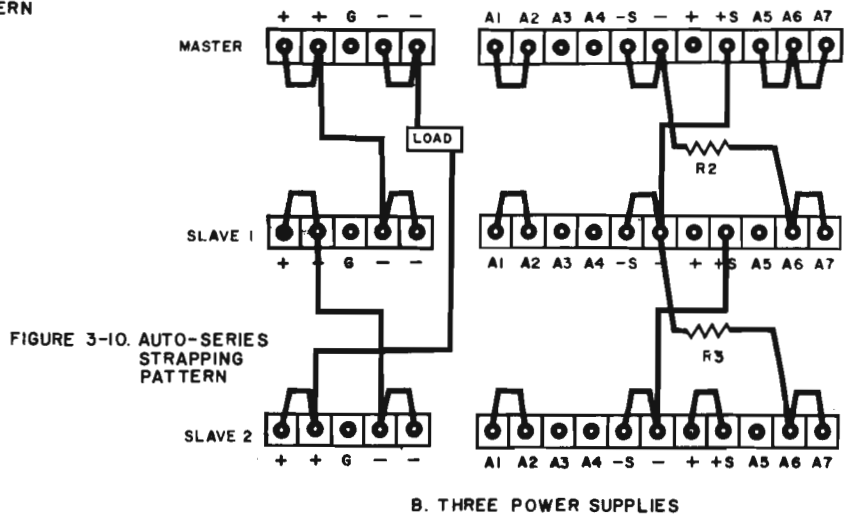 ERN
+ + G - -
A1 A2 A3 A4 -S - + +S A5 A6 A7
MASTER
LOAD
R2
SLAVE 1
+ + G - -
A1 A2 A3 A4 -S - + +S A5 A6 A7
FIGURE 3-10. AUTO-SERIES
STRAPPING
PATTERN
R3
SLAVE 2
+ + G - -
A1 A2 A3 A4 -S - + +S A5 A6 A7
B. THREE POWER SUPPLIES